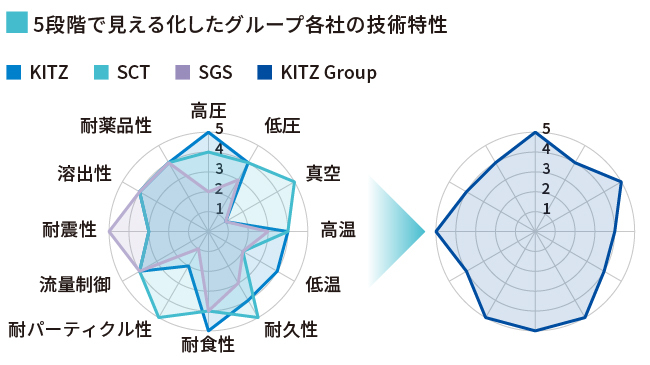 5段階で見える化したグループ各社の技術特性
KITZ SCT SGS KITZ Group
高圧
耐薬品性 低圧
溶出性 真空
耐震性 高温
流量制御 低温
耐パーティクル性 耐久性
耐食性
5
4
3
2
1
5
4
3
2
1